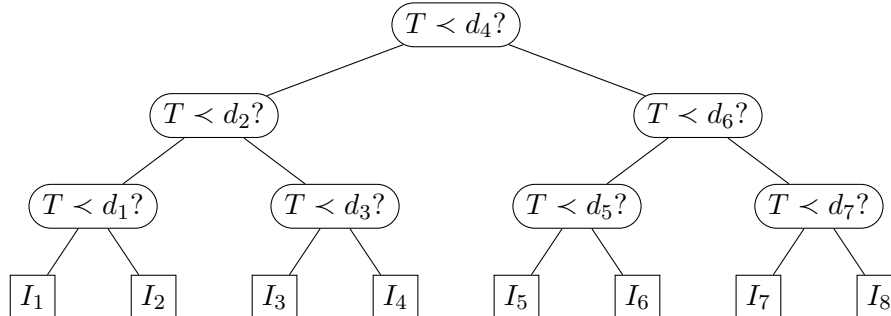 T ≺ d₄?
T ≺ d₂? T ≺ d₆?
T ≺ d₁? T ≺ d₃? T ≺ d₅? T ≺ d₇?
I₁ I₂ I₃ I₄ I₅ I₆ I₇ I₈